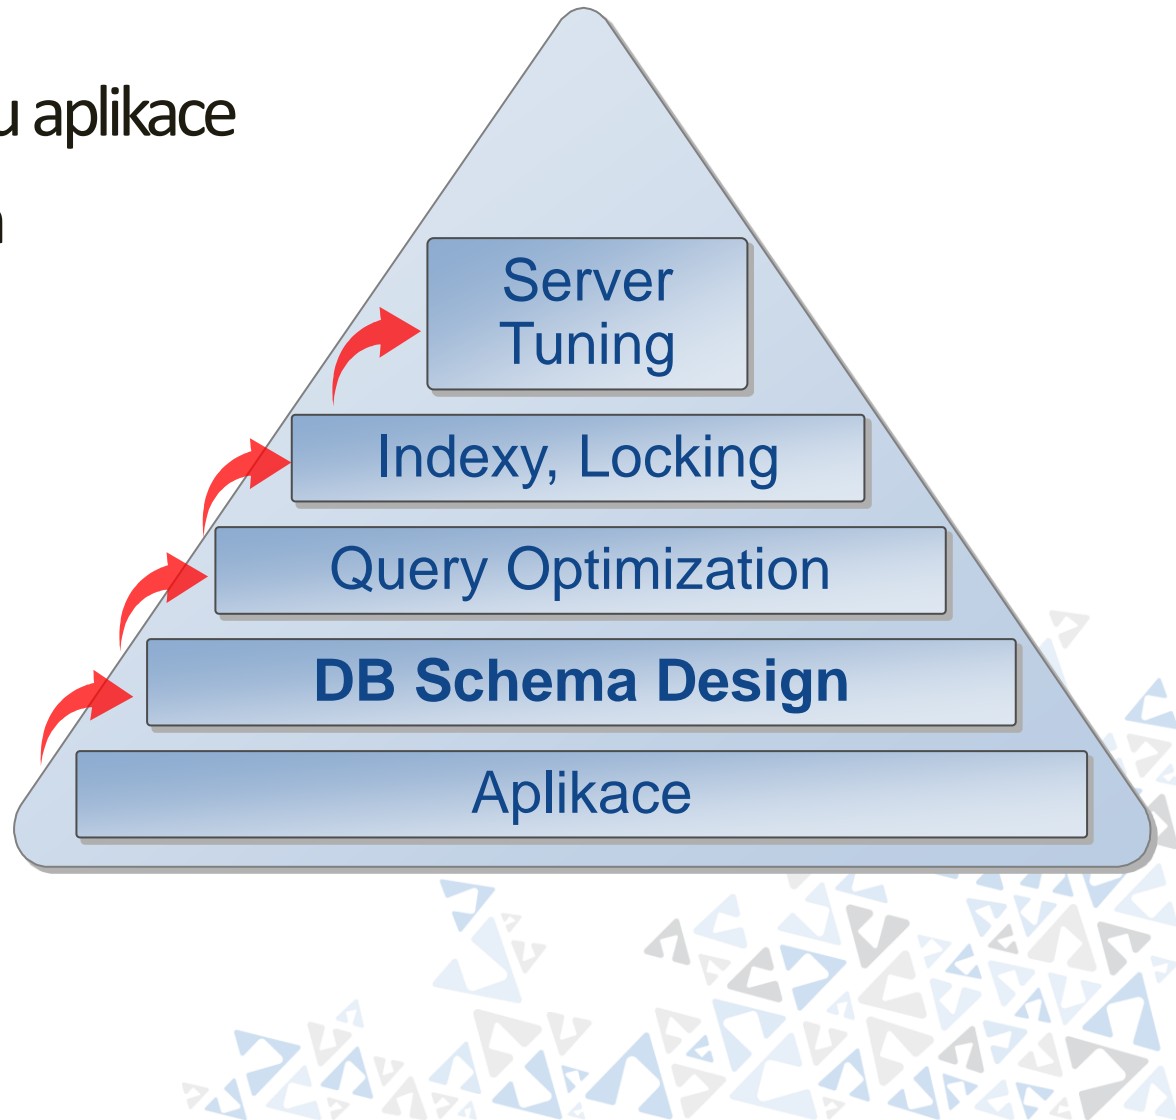 aplikace
Server
Tuning
Indexy, Locking
Query Optimization
DB Schema Design
Aplikace